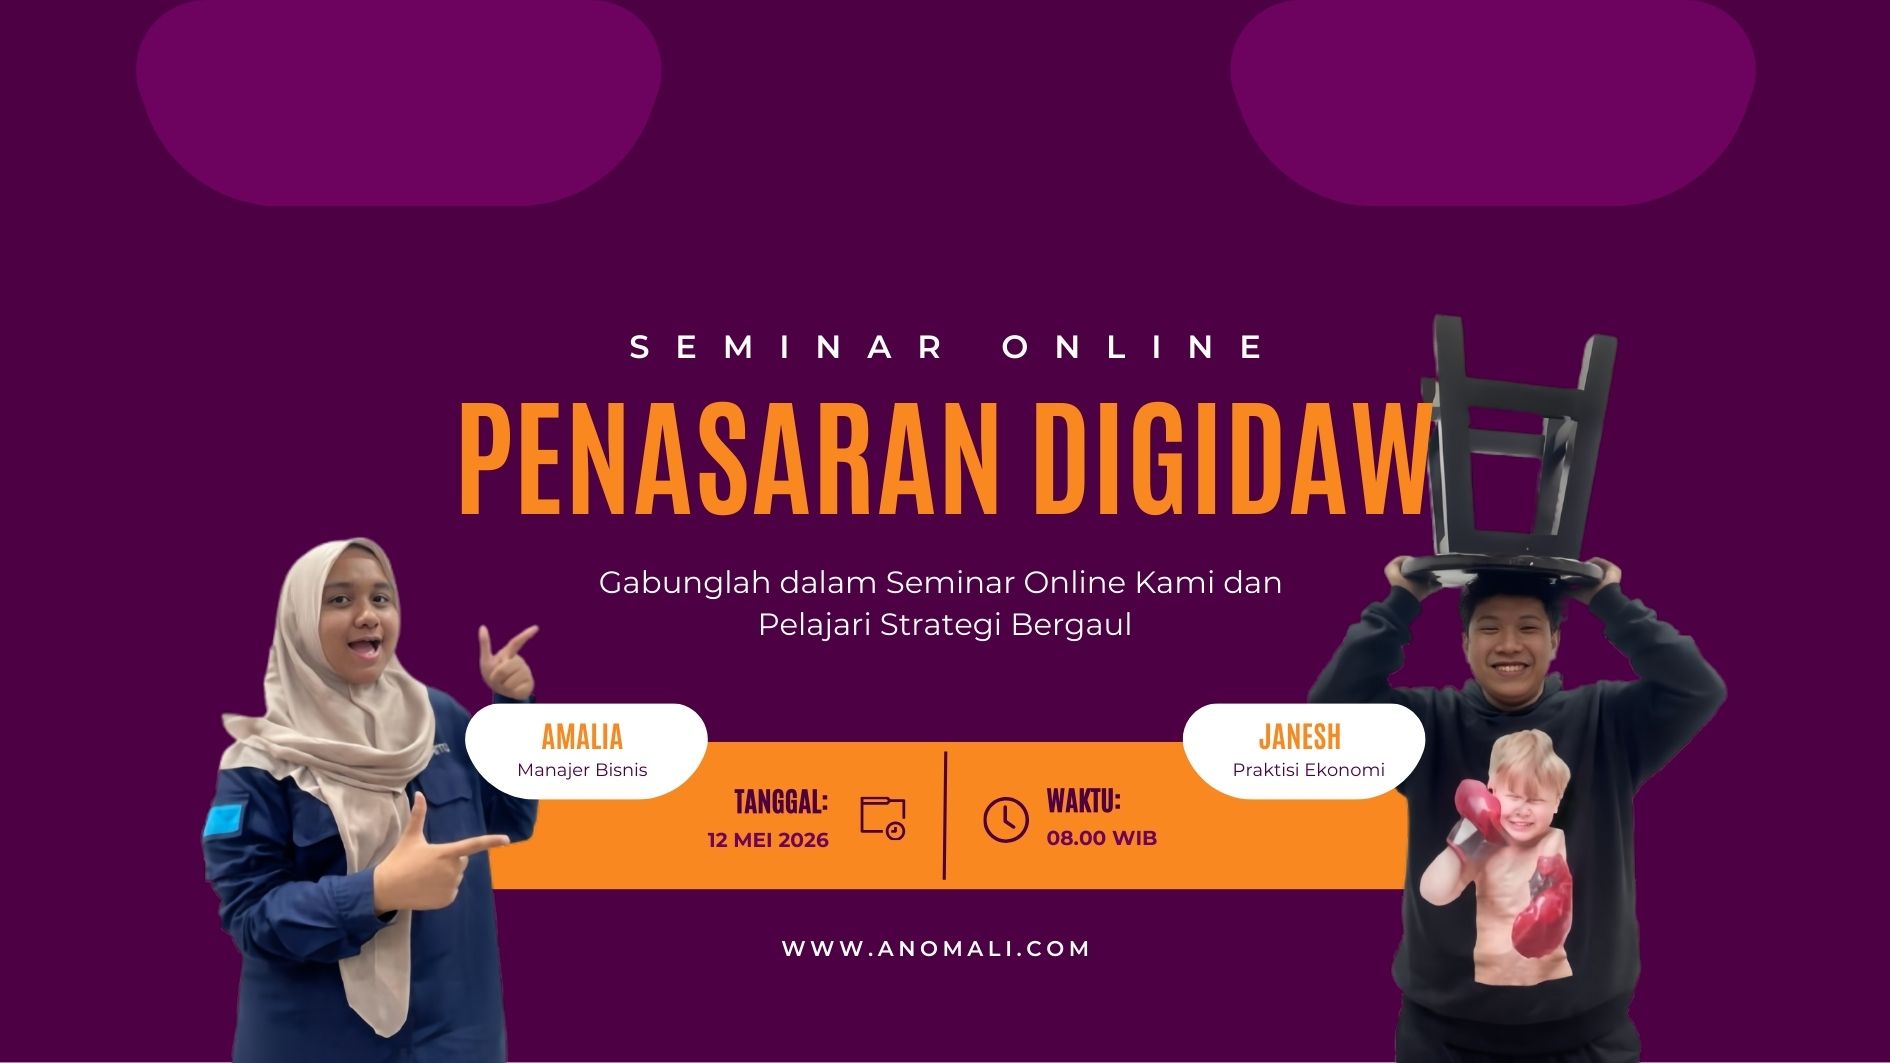 SEMINAR ONLINE
PENASARAN DIGIDAW
Gabunglah dalam Seminar Online Kami dan
Pelajari Strategi Bergaul
AMALIA
Manajer Bisnis
JANESH
Praktisi Ekonomi
TANGGAL:
12 MEI 2026
WAKTU:
08.00 WIB
WWW.ANOMALI.COM